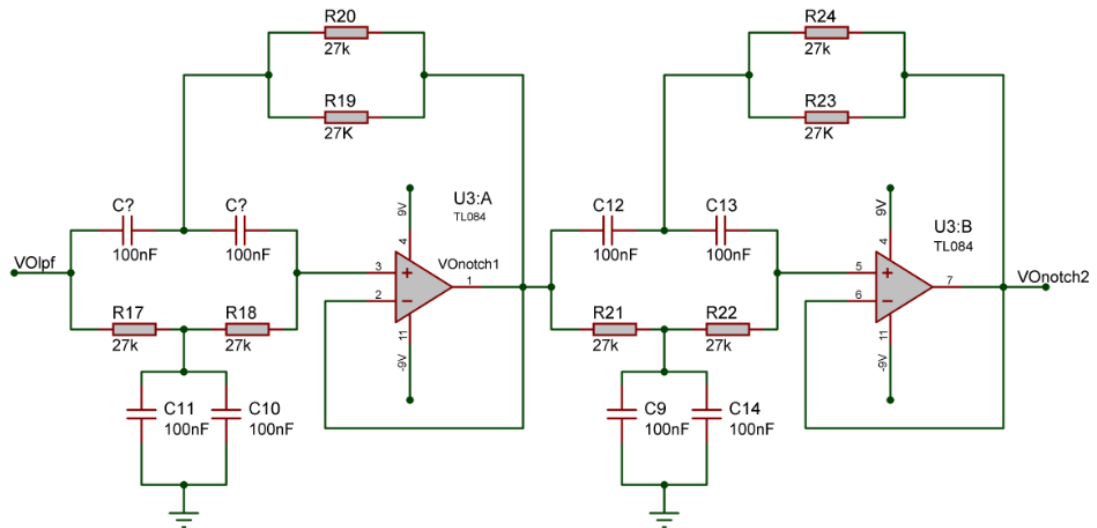 R20
27k
R19
27K
R24
27k
R23
27K
C?
100nF
C?
100nF
9V
4
U3:A
TL084
VOlpf
3
2
VOnotch1
1
11
-9V
R17
27k
R18
27k
C11
100nF
C10
100nF
C12
100nF
C13
100nF
9V
4
U3:B
TL084
5
6
7
VOnotch2
11
-9V
R21
27k
R22
27k
C9
100nF
C14
100nF